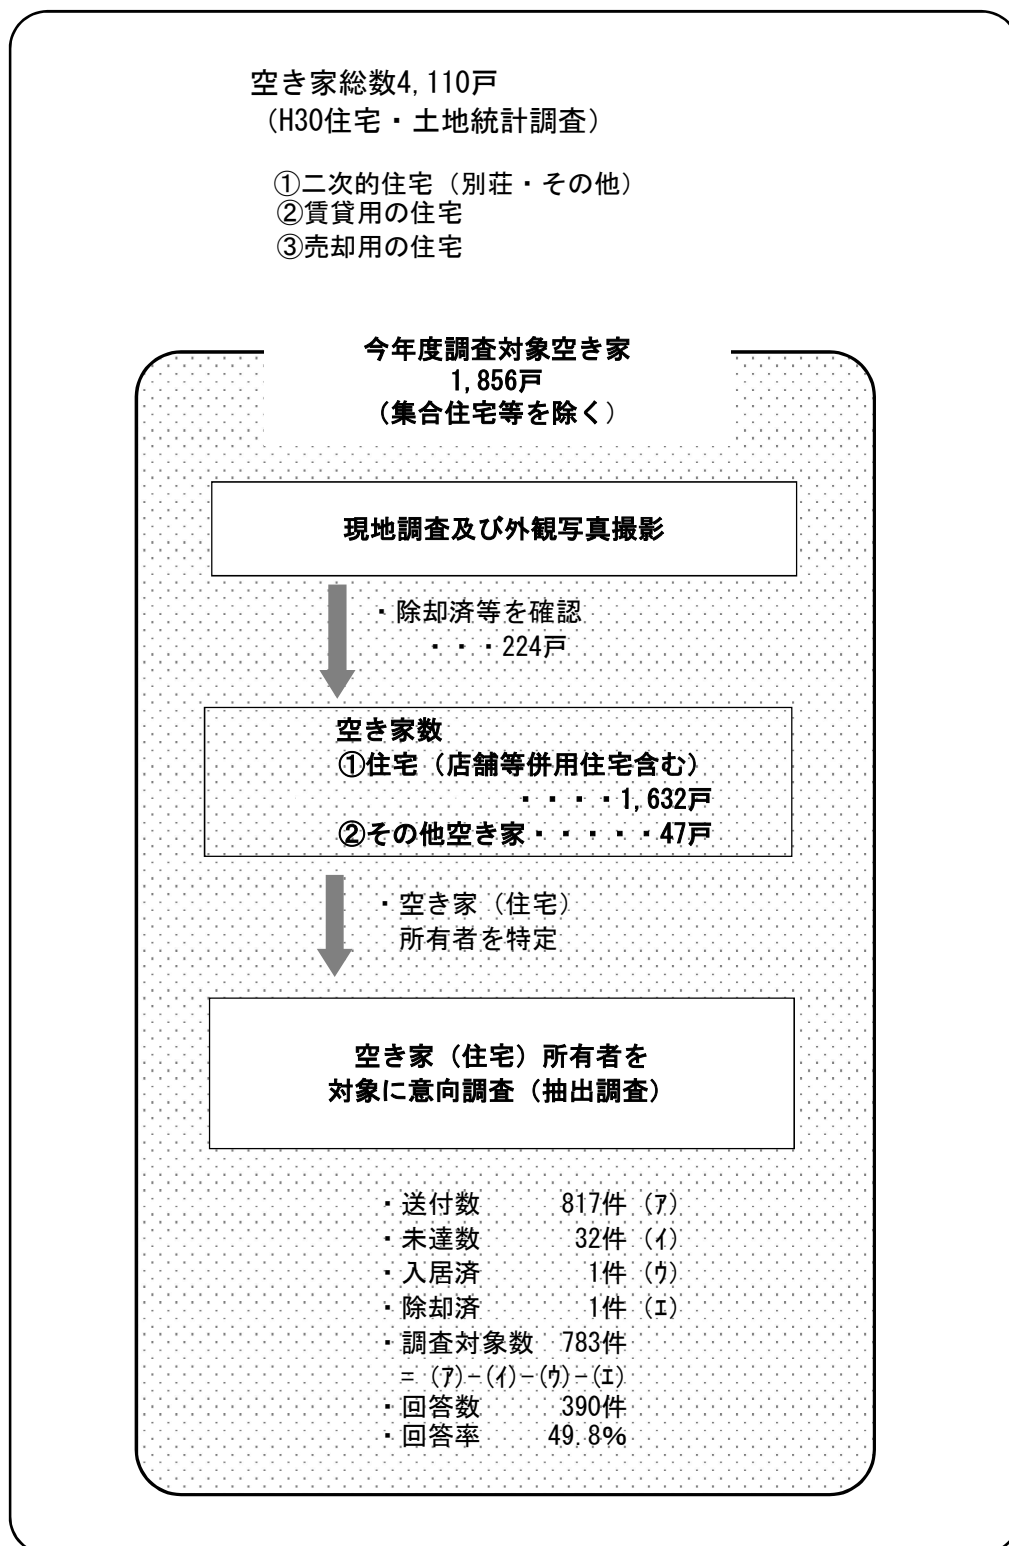 空き家総数4,110戸
（H30住宅・土地統計調査）
①二次的住宅（別荘・その他）
②賃貸用の住宅
③売却用の住宅
今年度調査対象空き家
1,856戸
（集合住宅等を除く）
現地調査及び外観写真撮影
・除却済等を確認
・・・224戸
空き家数
①住宅（店舗等併用住宅含む）
・・・・1,632戸
②その他空き家・・・・・47戸
・空き家（住宅）
所有者を特定
空き家（住宅）所有者を
対象に意向調査（抽出調査）
・送付数 817件（ｱ）
・未達数 32件（ｲ）
・入居済 1件（ｳ）
・除却済 1件（ｴ）
・調査対象数 783件
= (ｱ)-(ｲ)-(ｳ)-(ｴ)
・回答数 390件
・回答率 49.8%